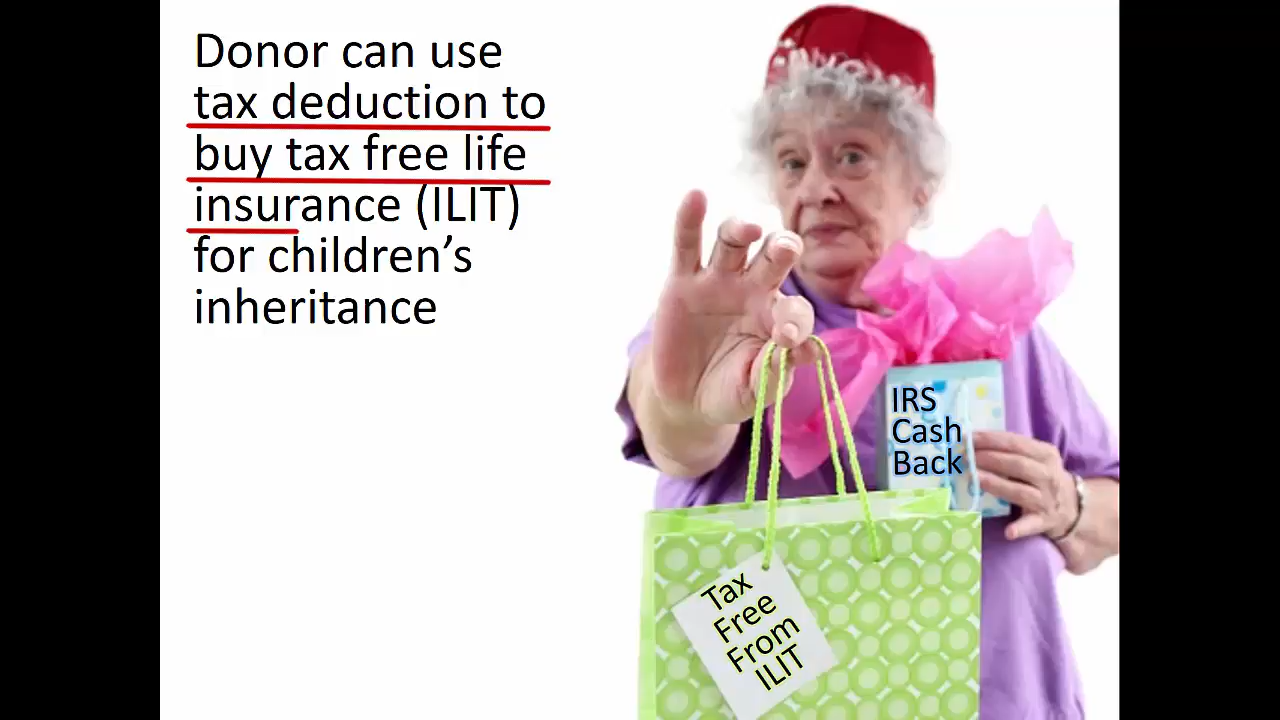 Donor can use
tax deduction to
buy tax free life
insurance (ILIT)
for children’s
inheritance
IRS
Cash
Back
Tax
Free
From
ILIT